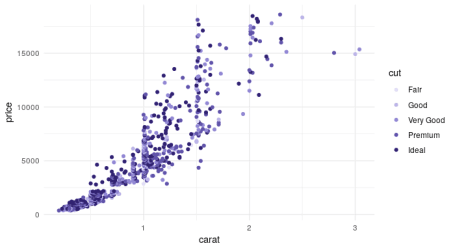 15000
10000
5000
0
price
1
2
3
carat
cut
Fair
Good
Very Good
Premium
Ideal